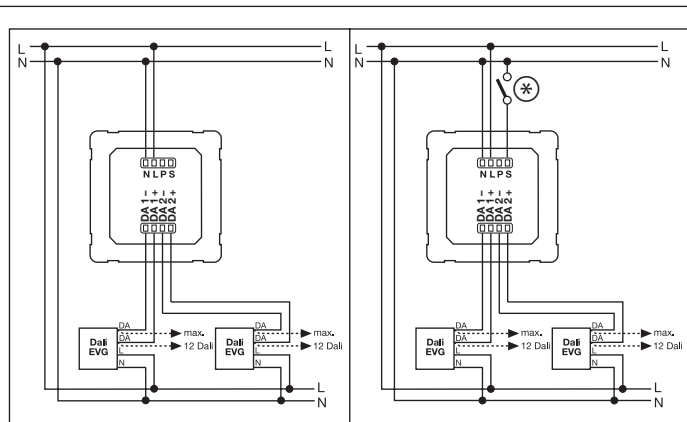 L L
N N
N L P S
DA 1 −
DA 1 +
DA 2 −
DA 2 +
Dali
EVG
DA
DA
L
N
max.
12 Dali
Dali
EVG
DA
DA
L
N
max.
12 Dali
L
N
L L
N N
*
N L P S
DA 1 −
DA 1 +
DA 2 −
DA 2 +
Dali
EVG
DA
DA
L
N
max.
12 Dali
Dali
EVG
DA
DA
L
N
max.
12 Dali
L
N